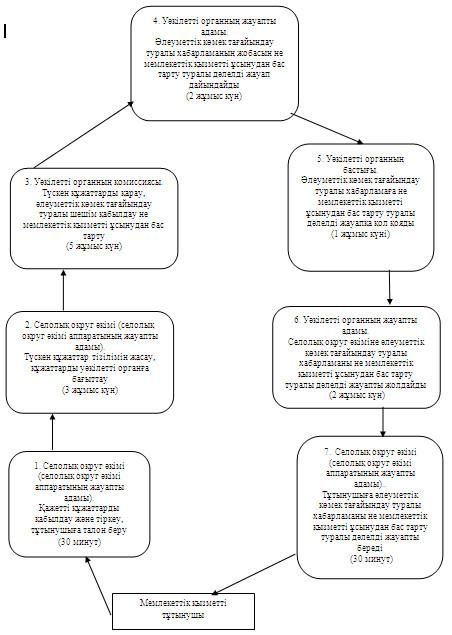 4. Уәкілетті органның жауапты
адамы.
Әлеуметтік көмек тағайындау
туралы хабарламаның жобасын не
мемлекеттік қызметті ұсынудан бас
тарту туралы дәлелді жауап
дайындайды
(2 жұмыс күн)
5. Уәкілетті органның
бастығы.
Әлеуметтік көмек тағайындау
туралы хабарламаға не
мемлекеттік қызметті
ұсынудан бас тарту туралы
дәлелді жауапқа қол қояды
(1 жұмыс күні)
3. Уәкілетті органның комиссиясы.
Түскен құжаттарды қарау,
әлеуметтік көмек тағайындау
туралы шешім қабылдау не
мемлекеттік қызметті ұсынудан бас
тарту
(5 жұмыс күн)
2. Селолық округ әкімі (селолық
округ әкімі аппаратының жауапты
адамы).
Түскен құжаттар тізілімін жасау,
құжаттарды уәкілетті органға
бағыттау
(3 жұмыс күн)
6. Уәкілетті органның жауапты
адамы.
Селолық округ әкіміне әлеуметтік
көмек тағайындау туралы
хабарламаны не мемлекеттік
қызметті ұсынудан бас тарту
туралы дәлелді жауапты жолдайды
(2 жұмыс күн)
1. Селолық округ әкімі
(селолық округ әкімі
аппаратының жауапты
адамы).
Қажетті құжаттарды
қабылдау және тіркеу,
тұтынушыға талон беру
(30 минут)
7. Селолық округ әкімі
(селолық округ әкімі
аппаратының жауапты
адамы).
Тұтынушыға әлеуметтік
көмек тағайындау туралы
хабарламаны не мемлекеттік
қызметті ұсынудан бас тарту
туралы дәлелді жауапты
береді
(30 минут)
Мемлекеттік қызметті
тұтынушы